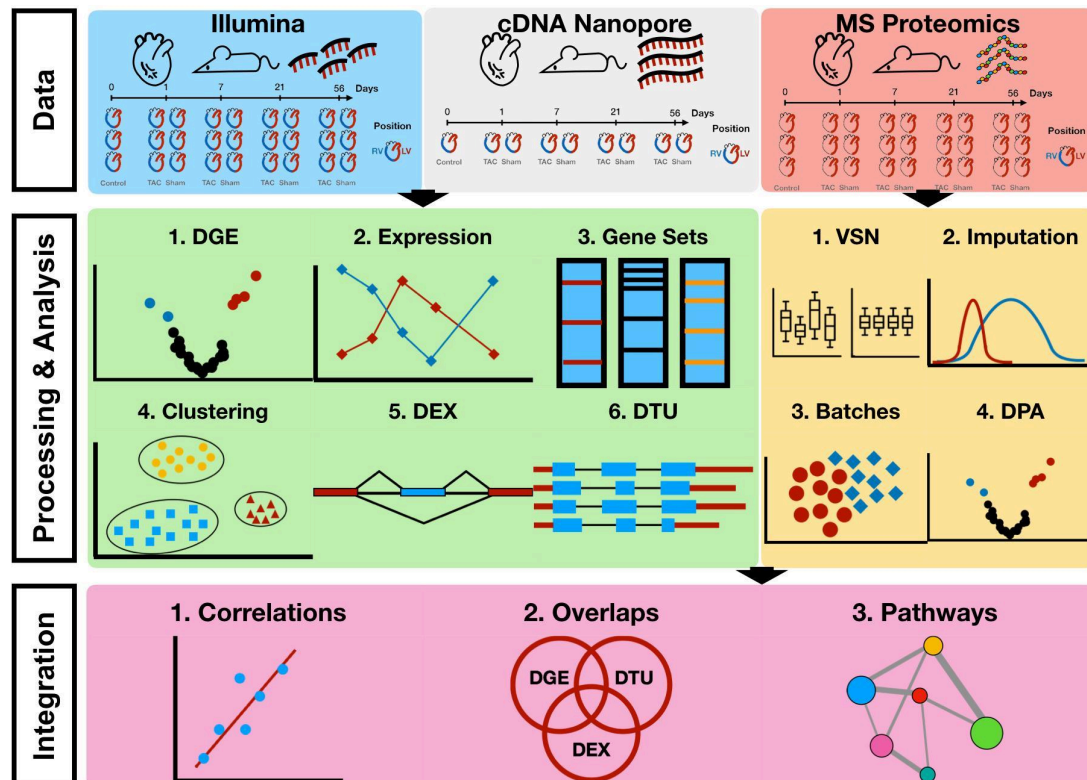 Data
Illumina
0 1 7 21 56 Days
Position
RV LV
Control TAC Sham TAC Sham TAC Sham TAC Sham
cDNA Nanopore
0 1 7 21 56 Days
Position
RV LV
Control TAC Sham TAC Sham TAC Sham TAC Sham
MS Proteomics
0 1 7 21 56 Days
Position
RV LV
Control TAC Sham TAC Sham TAC Sham TAC Sham
Processing & Analysis
1. DGE
2. Expression
3. Gene Sets
4. Clustering
5. DEX
6. DTU
1. VSN
2. Imputation
3. Batches
4. DPA
Integration
1. Correlations
2. Overlaps
DGE
DTU
DEX
3. Pathways